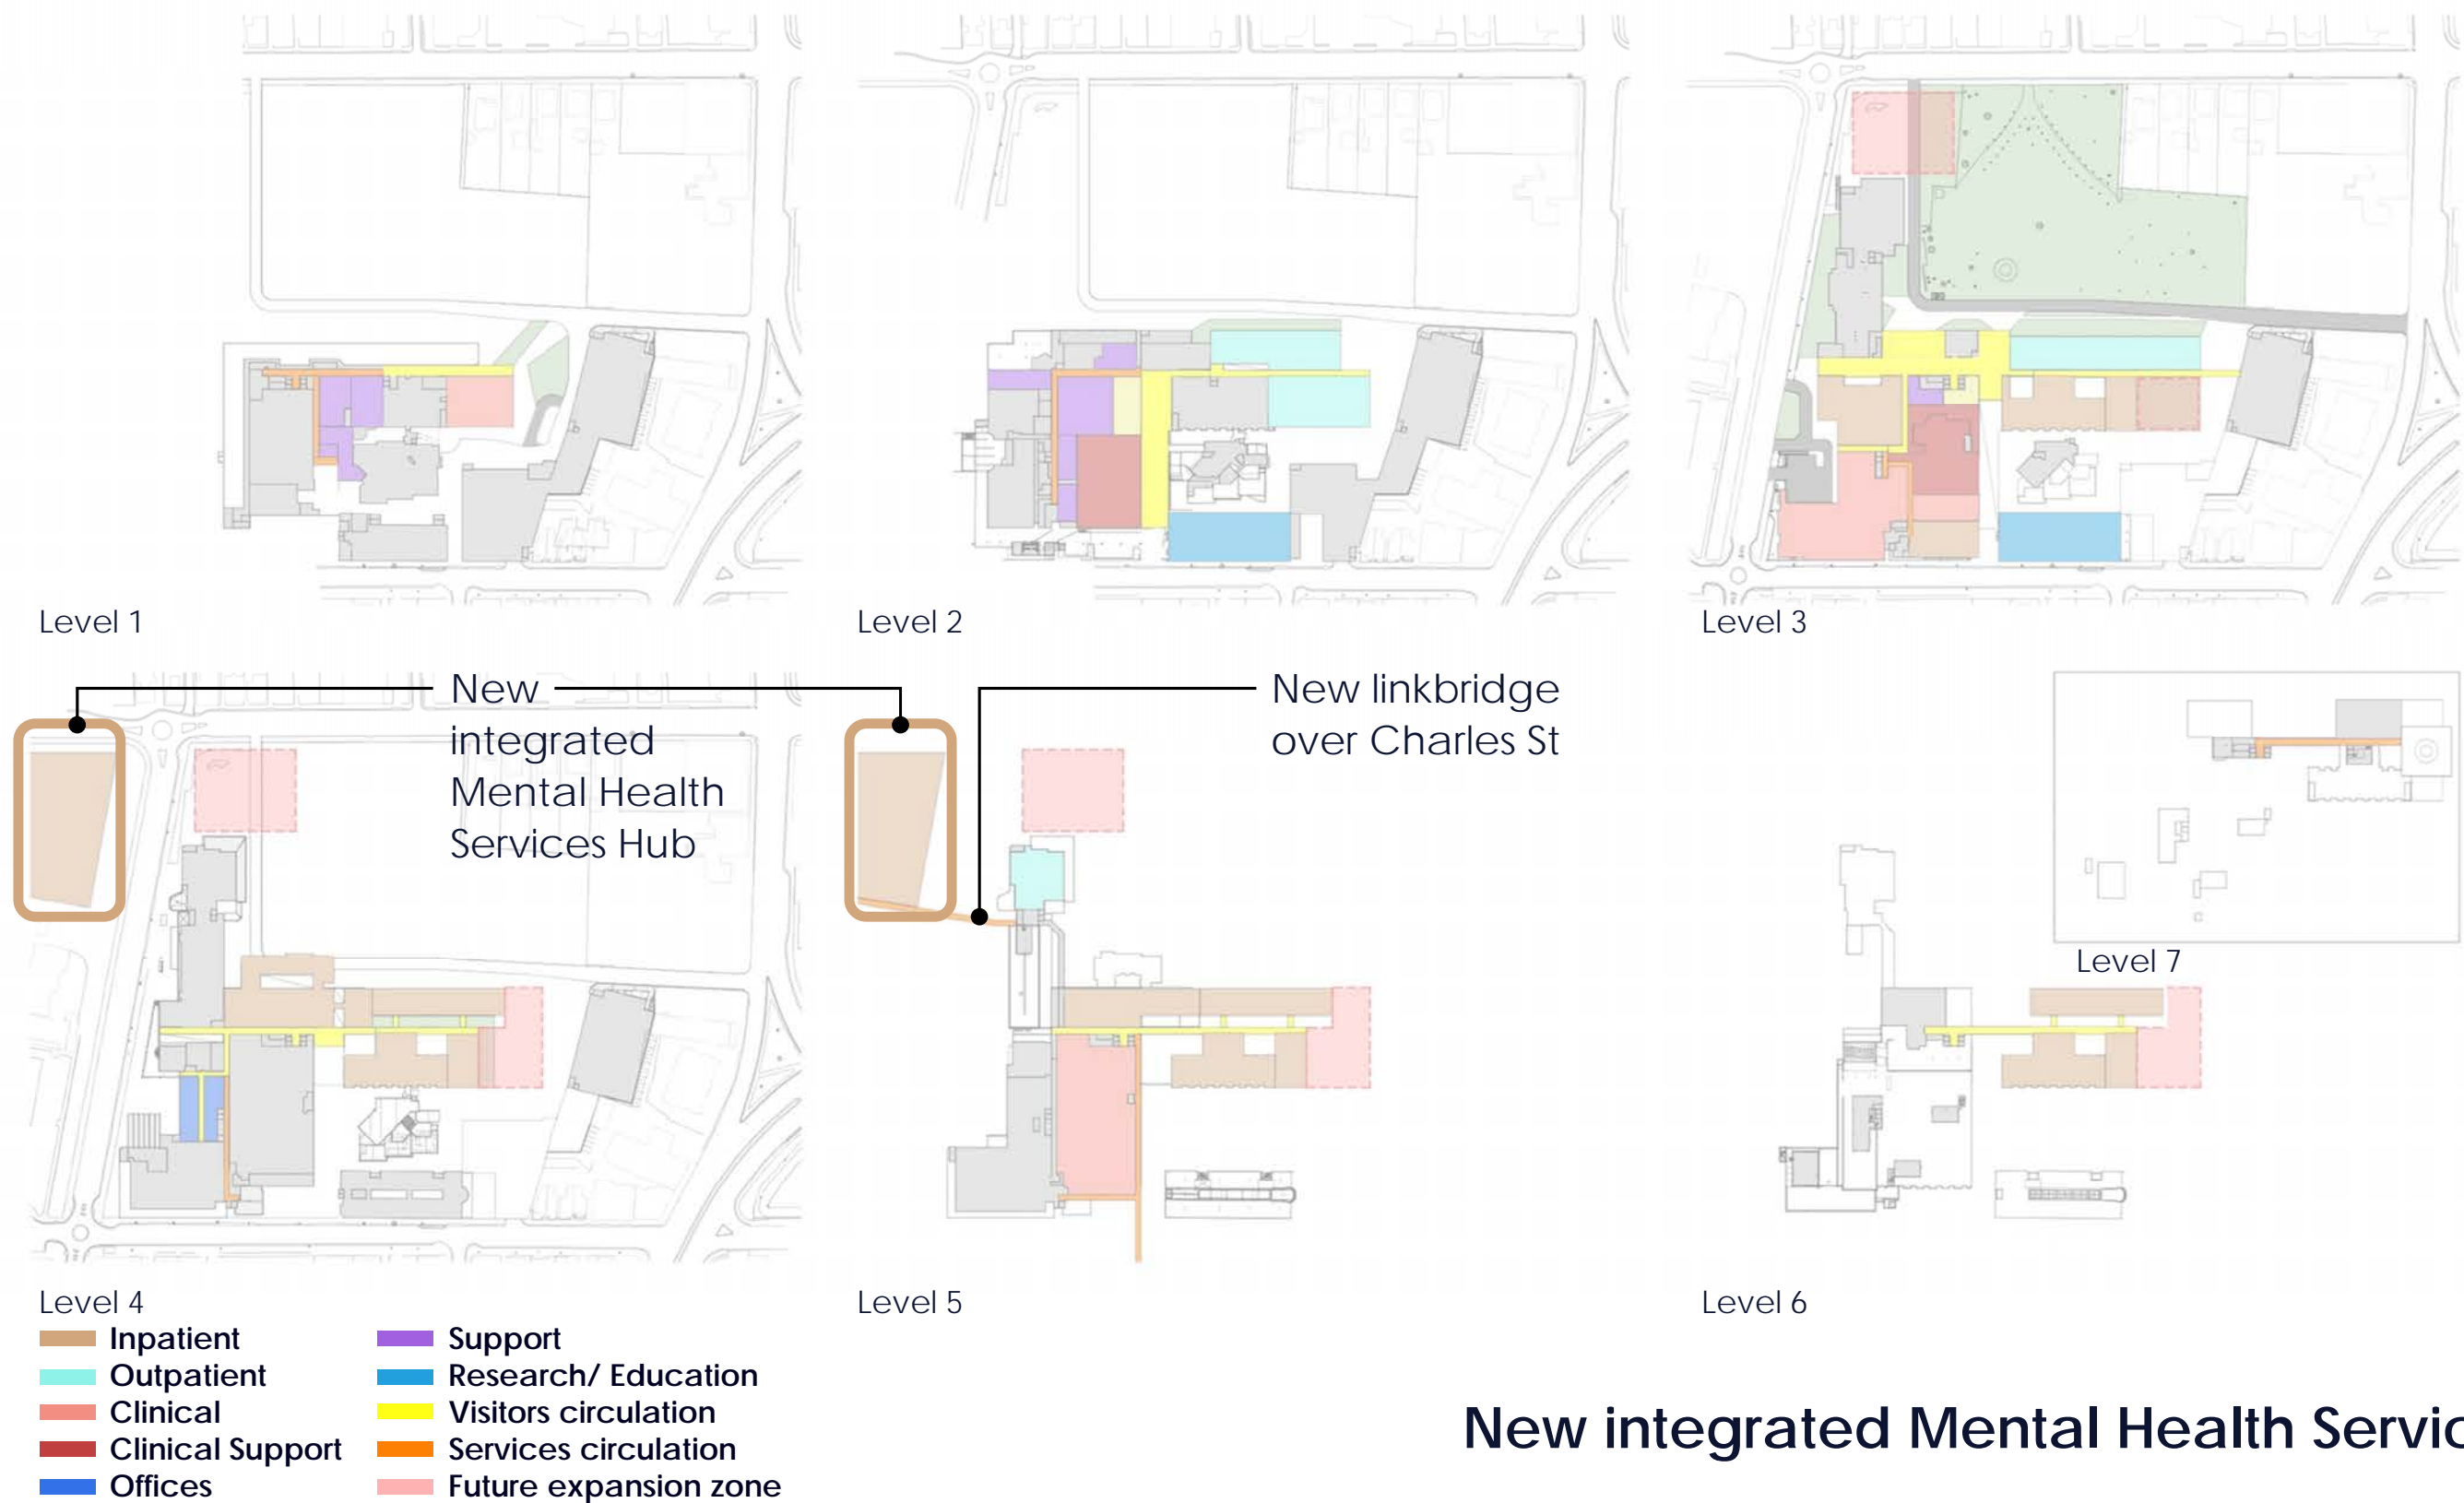 Level 1
Level 2
Level 3
New
integrated
Mental Health
Services Hub
New linkbridge
over Charles St
Level 7
Level 4
Level 5
Level 6
Inpatient
Outpatient
Clinical
Clinical Support
Offices
Support
Research/ Education
Visitors circulation
Services circulation
Future expansion zone
New integrated Mental Health Servic